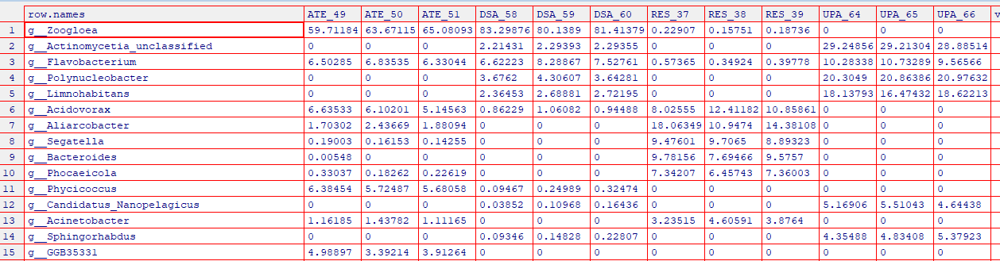 row.names ATE_49 ATE_50 ATE_51 DSA_58 DSA_59 DSA_60 RES_37 RES_38 RES_39 UPA_64 UPA_65 UPA_66 v
1 g__Zoogloea 59.71184 63.67115 65.08093 83.29876 80.1389 81.41379 0.22907 0.15751 0.18736 0 0 0
2 g__Actinomycetia_unclassified 0 0 0 2.21431 2.29393 2.29355 0 0 0 29.24856 29.21304 28.88514
3 g__Flavobacterium 6.50285 6.83535 6.33044 6.62223 8.28867 7.52761 0.57365 0.34924 0.39778 10.28338 10.73289 9.56566
4 g__Polynucleobacter 0 0 0 3.6762 4.30607 3.64281 0 0 0 20.3049 20.86386 20.97632
5 g__Limnohabitans 0 0 0 2.36453 2.68881 2.72195 0 0 0 18.13793 16.47432 18.62213
6 g__Acidovorax 6.63533 6.10201 5.14563 0.86229 1.06082 0.94488 8.02555 12.41182 10.85861 0 0 0
7 g__Aliarcobacter 1.70302 2.43669 1.88094 0 0 0 18.06349 10.9474 14.38108 0 0 0
8 g__Segatella 0.19003 0.16153 0.14255 0 0 0 9.47601 9.7065 8.89323 0 0 0
9 g__Bacteroides 0.00548 0 0 0 0 0 9.78156 7.69466 9.5757 0 0 0
10 g__Phocaeicola 0.33037 0.18262 0.22619 0 0 0 7.34207 6.45743 7.36003 0 0 0
11 g__Phycicoccus 6.38454 5.72487 5.68058 0.09467 0.24989 0.32474 0 0 0 0 0 0
12 g__Candidatus_Nanopelagicus 0 0 0 0.03852 0.10968 0.16436 0 0 0 5.16906 5.51043 4.64438
13 g__Acinetobacter 1.16185 1.43782 1.11165 0 0 0 3.23515 4.60591 3.8764 0 0 0
14 g__Sphingorhabdus 0 0 0 0.09346 0.14828 0.22807 0 0 0 4.35488 4.83408 5.37923
15 g__GGB35331 4.98897 3.39214 3.91264 0 0 0 0 0 0 0 0 0